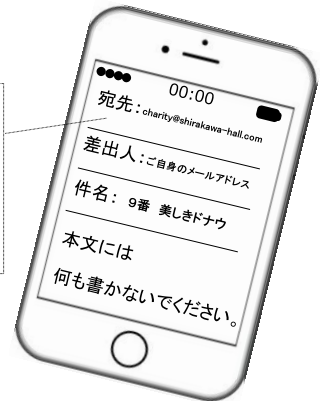 00:00
宛先：charity@shirakawa-hall.com
差出人：ご自身のメールアドレス
件名： 9番 美しきドナウ
本文には
何も書かないでください。